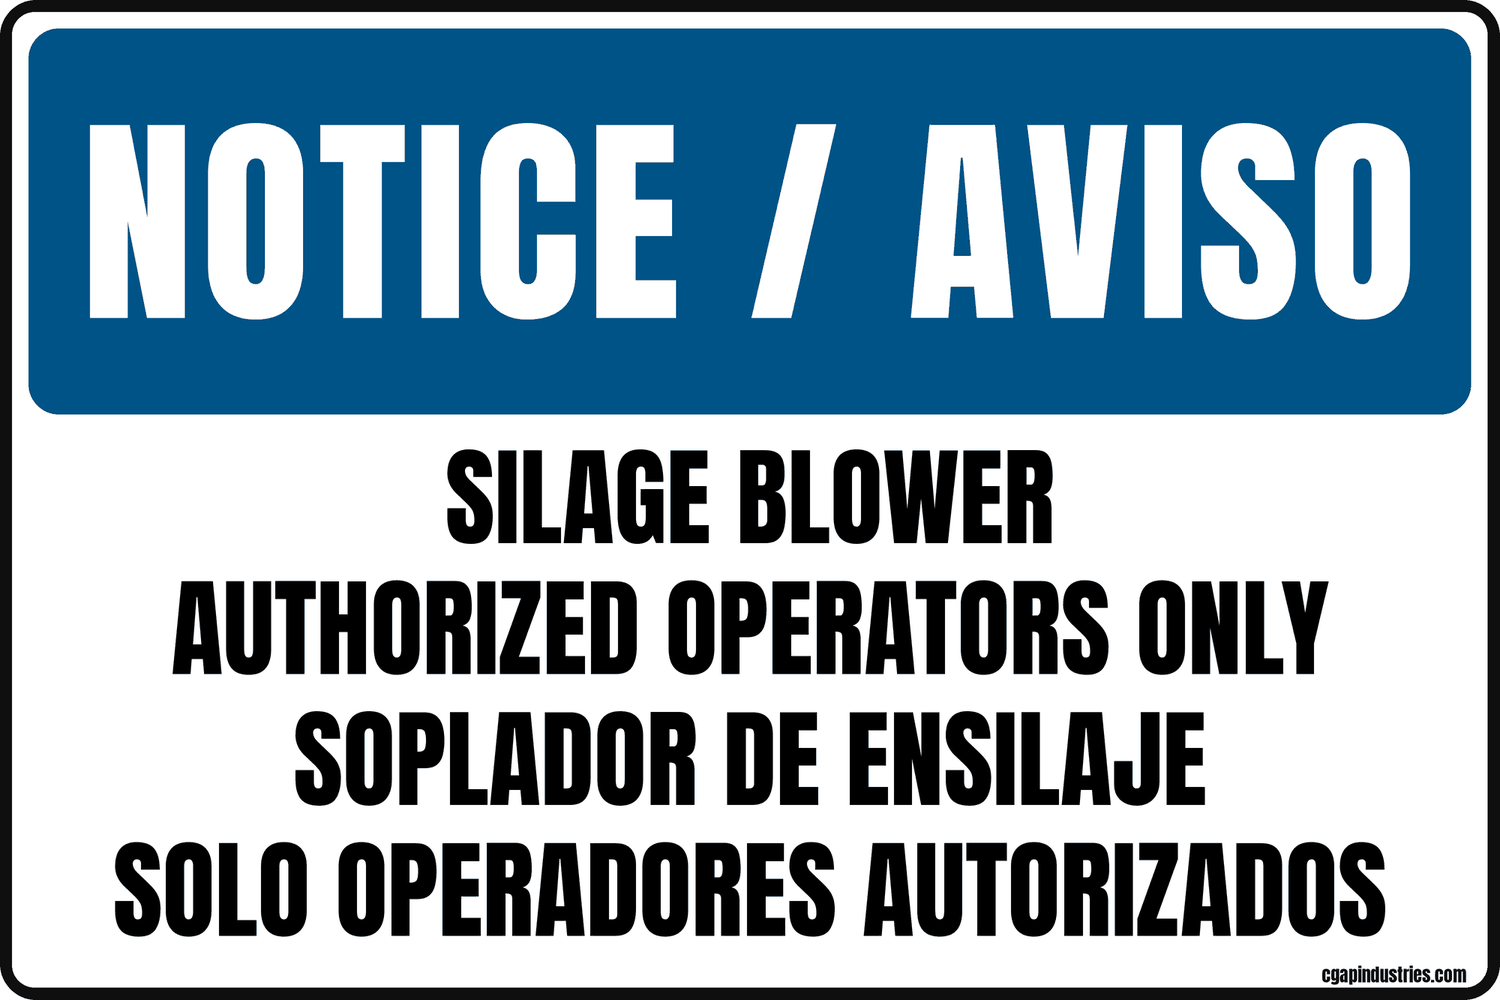 NOTICE / AVISO
SILAGE BLOWER
AUTHORIZED OPERATORS ONLY
SOPLADOR DE ENSILAJE
SOLO OPERADORES AUTORIZADOS
cgapindustries.com